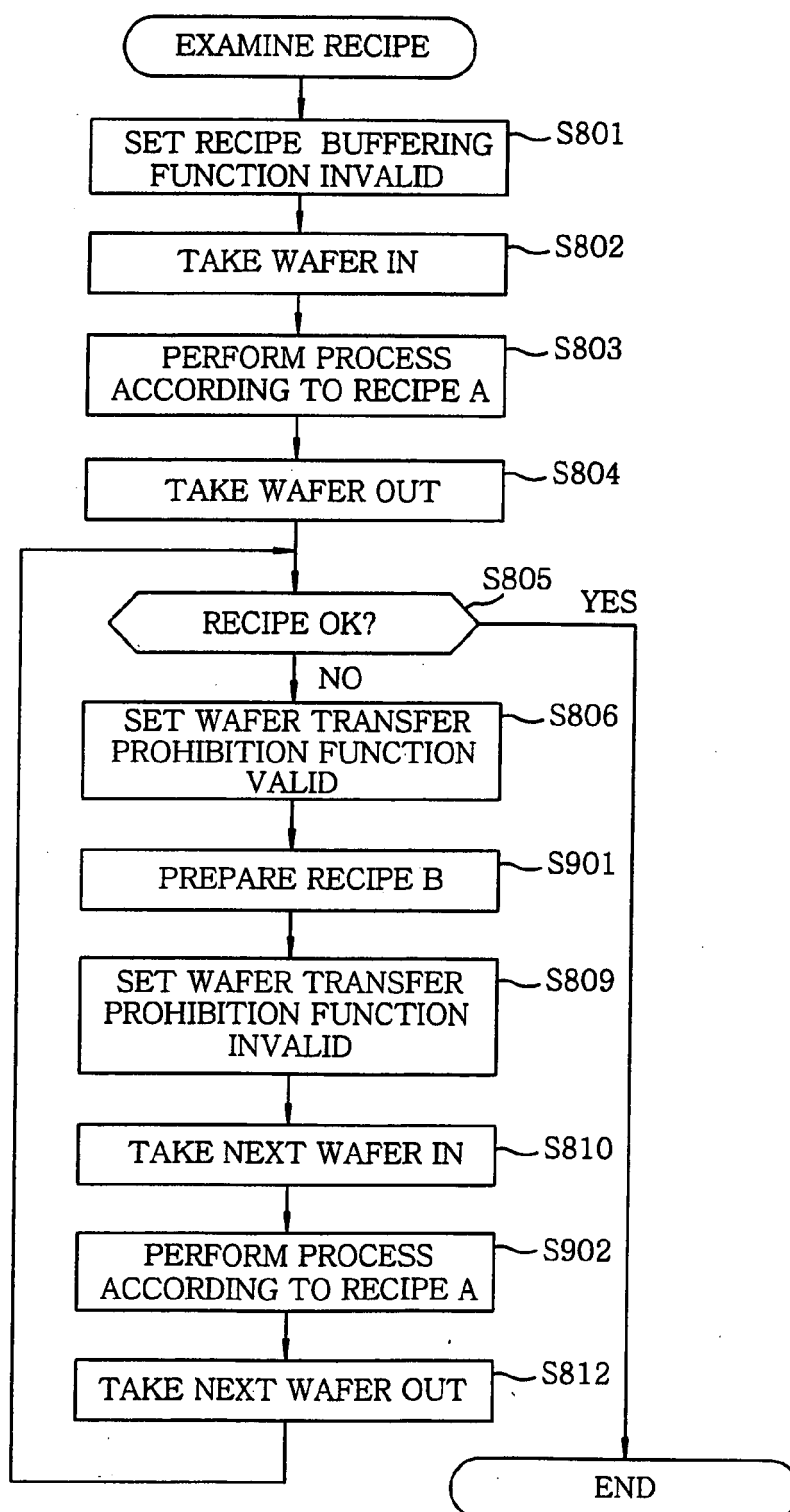 EXAMINE RECIPE
SET RECIPE BUFFERING
FUNCTION INVALID
S801
TAKE WAFER IN
S802
PERFORM PROCESS
ACCORDING TO RECIPE A
S803
TAKE WAFER OUT
S804
RECIPE OK?
S805
YES
NO
SET WAFER TRANSFER
PROHIBITION FUNCTION
VALID
S806
PREPARE RECIPE B
S901
SET WAFER TRANSFER
PROHIBITION FUNCTION
INVALID
S809
TAKE NEXT WAFER IN
S810
PERFORM PROCESS
ACCORDING TO RECIPE A
S902
TAKE NEXT WAFER OUT
S812
END